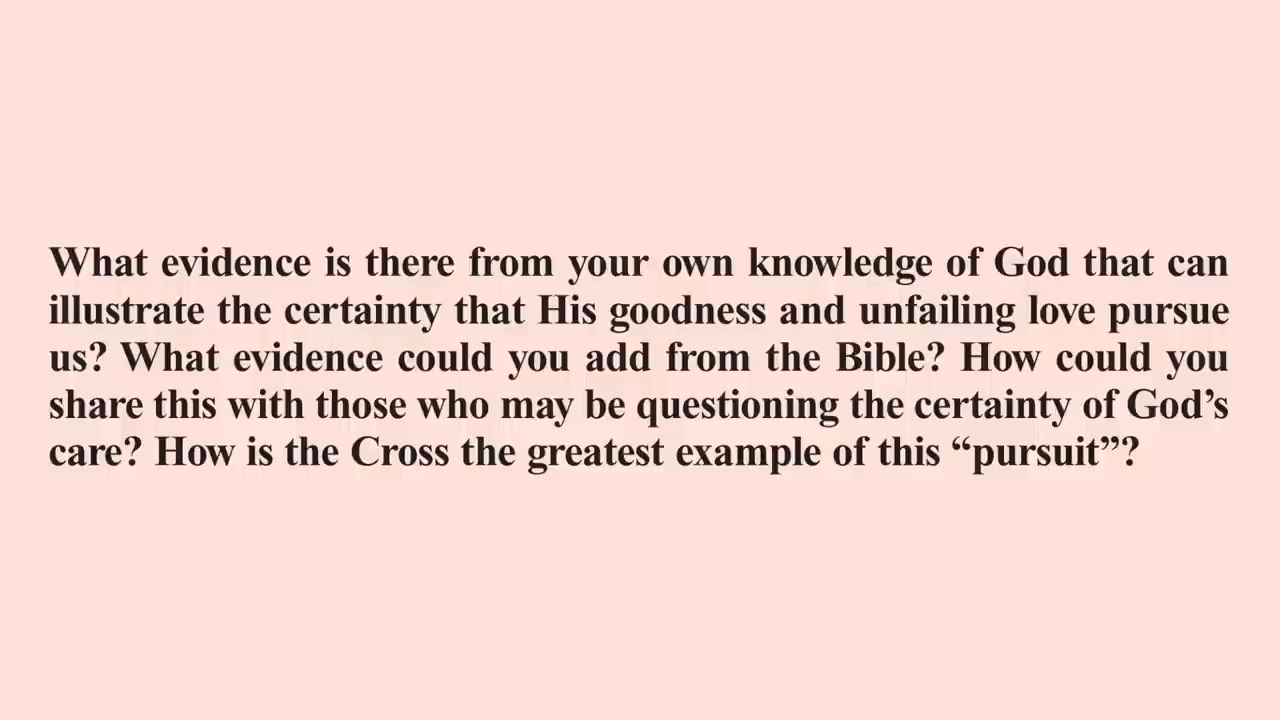 What evidence is there from your own knowledge of God that can
illustrate the certainty that His goodness and unfailing love pursue
us? What evidence could you add from the Bible? How could you
share this with those who may be questioning the certainty of God’s
care? How is the Cross the greatest example of this “pursuit”?